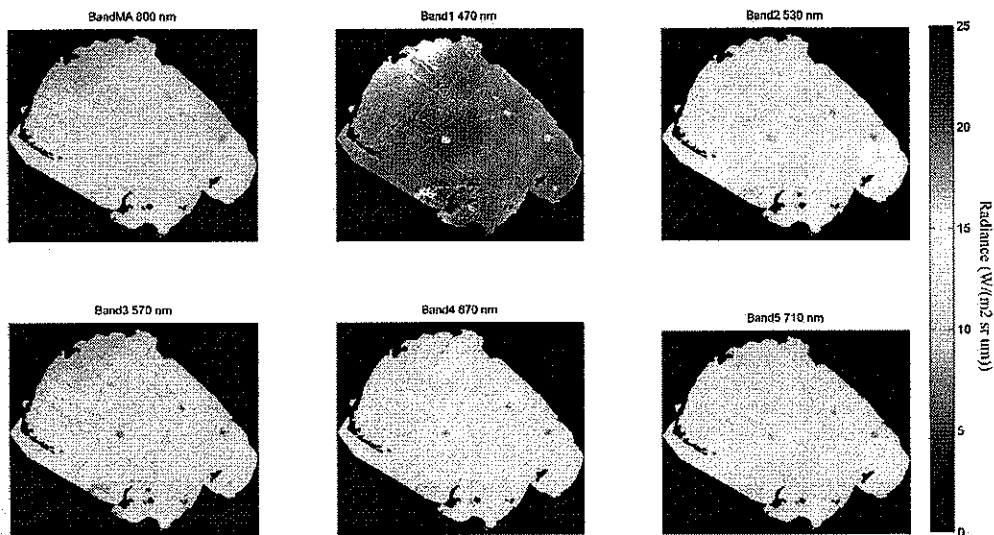 BandMA 800 nm
Band1 470 nm
Band2 530 nm
25
20
15
10
5
0
Radiance (W/(m2 sr um))
Band3 570 nm
Band4 670 nm
Band5 710 nm